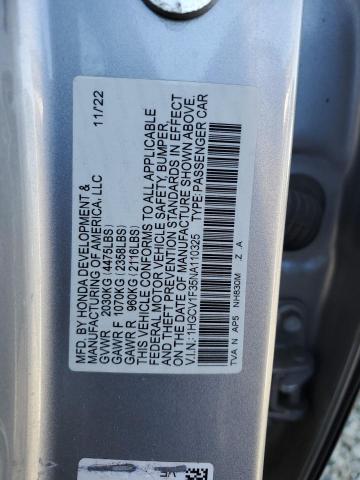 MFD. BY HONDA DEVELOPMENT &
MANUFACTURING OF AMERICA, LLC 11/22
GVWR 2030KG (4475LBS)
GAWR F 1070KG (2358LBS)
GAWR R 960KG (2116LBS)
THIS VEHICLE CONFORMS TO ALL APPLICABLE
FEDERAL MOTOR VEHICLE SAFETY, BUMPER,
AND THEFT PREVENTION STANDARDS IN EFFECT
ON THE DATE OF MANUFACTURE SHOWN ABOVE.
V.I.N.: 1HGCV1F35NA110325 TYPE:PASSENGER CAR
TVA N AP5 NH830M Z A